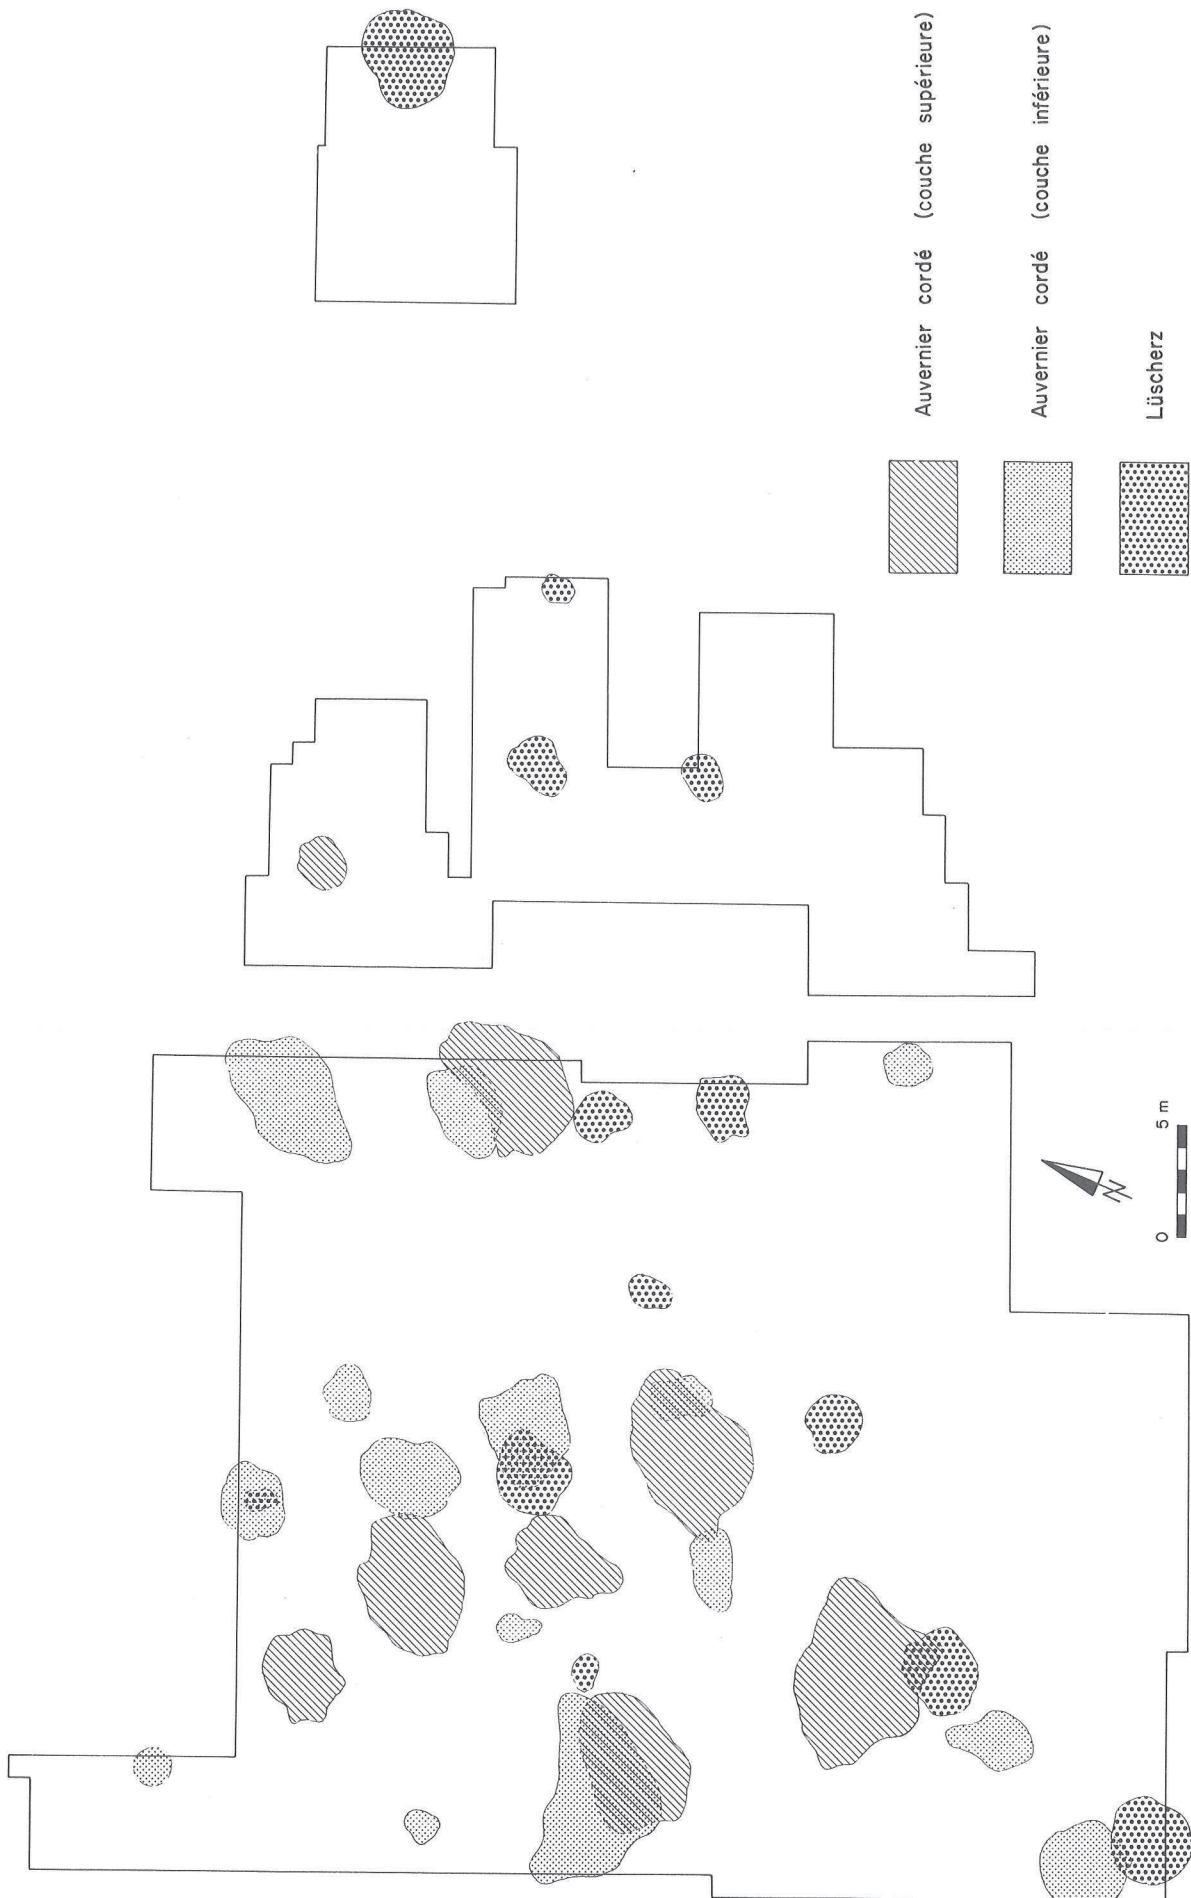 Auvernier cordé (couche supérieure)
Auvernier cordé (couche inférieure)
Lüscherz
N
0 5 m